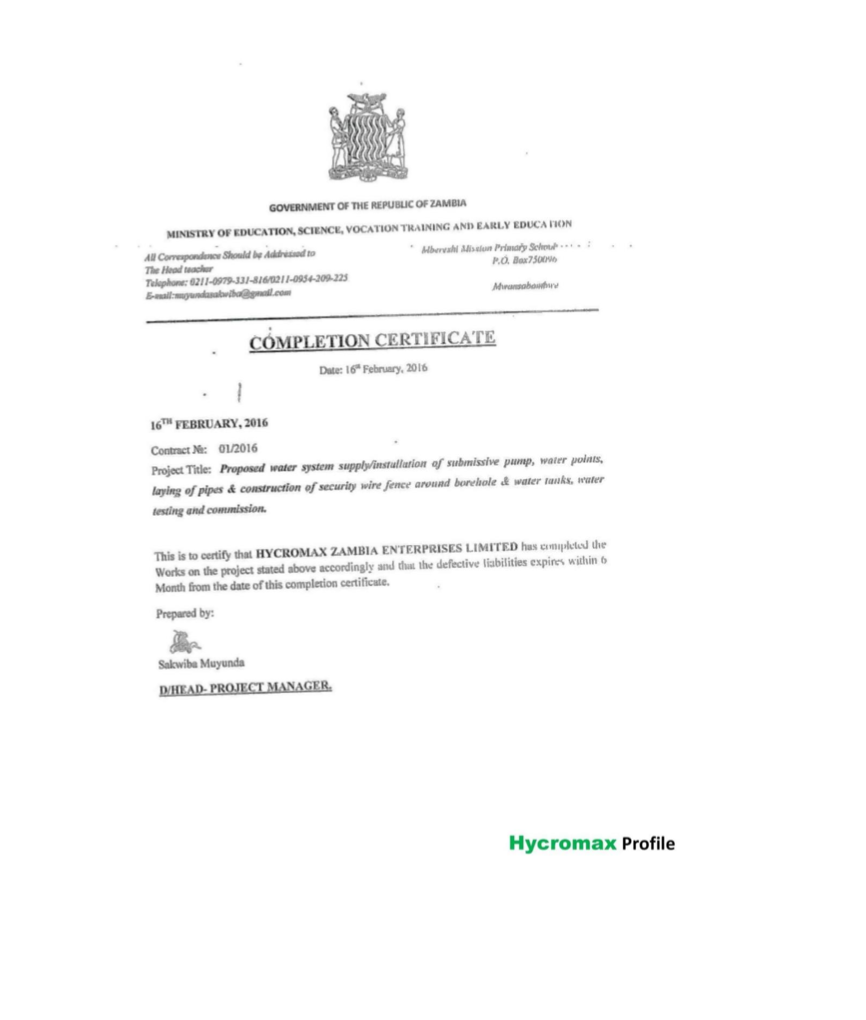 GOVERNMENT OF THE REPUBLIC OF ZAMBIA
MINISTRY OF EDUCATION, SCIENCE, VOCATION TRAINING AND EARLY EDUCATION
All Correspondence Should be Addressed to
The Head teacher
Telephone: 0211-0979-331-816/0211-0954-209-225
E-mail:muyundasakwiba@gmail.com
Mbereshi Mission Primary School
P.O. Box750096
COMPLETION CERTIFICATE
Date: 16th February, 2016
16TH FEBRUARY, 2016
Contract №: 01/2016
Project Title: Proposed water system supply/installation of submissive pump, water points,
laying of pipes & construction of security wire fence around borehole & water tanks, water
testing and commission.
This is to certify that HYCROMAX ZAMBIA ENTERPRISES LIMITED has completed the
Works on the project stated above accordingly and that the defective liabilities expires within 6
Month from the date of this completion certificate.
Prepared by:
Sakwiba Muyunda
D/HEAD- PROJECT MANAGER.
Hycromax Profile